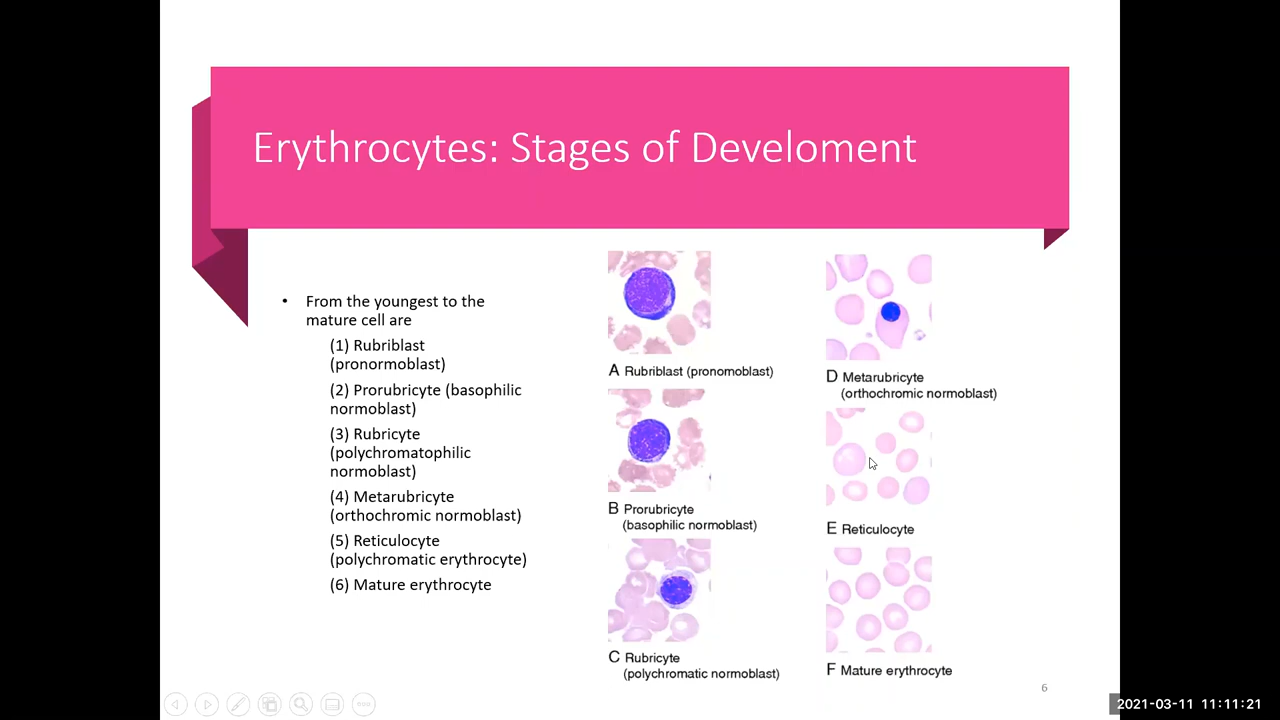 Erythrocytes: Stages of Develoment
• From the youngest to the
mature cell are
(1) Rubriblast
(pronormoblast)
(2) Prorubricyte (basophilic
normoblast)
(3) Rubricyte
(polychromatophilic
normoblast)
(4) Metarubricyte
(orthochromic normoblast)
(5) Reticulocyte
(polychromatic erythrocyte)
(6) Mature erythrocyte
A Rubriblast (pronomoblast)
B Prorubricyte
(basophilic normoblast)
C Rubricyte
(polychromatic normoblast)
D Metarubricyte
(orthochromic normoblast)
E Reticulocyte
F Mature erythrocyte
6
2021-03-11 11:11:21